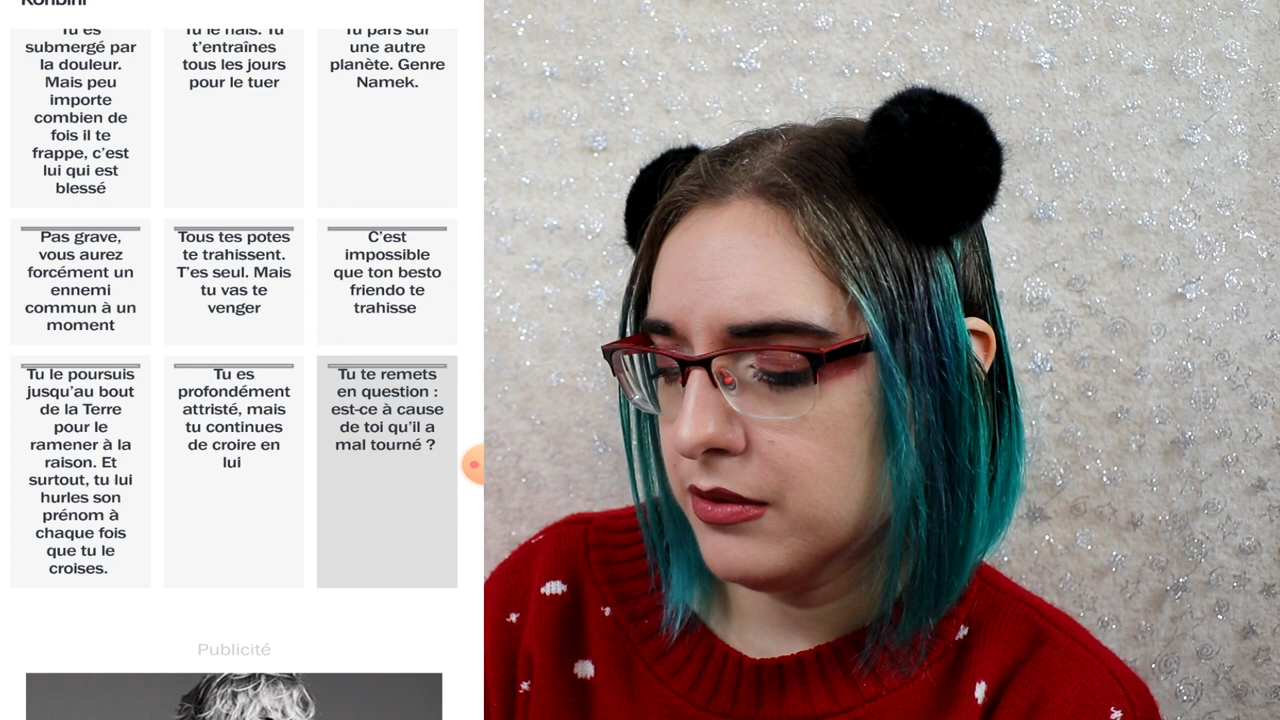 Konbini
Tu es
submergé par
la douleur.
Mais peu
importe
combien de
fois il te
frappe, c'est
lui qui est
blessé
Tu le hais. Tu
t'entraînes
tous les jours
pour le tuer
Tu pars sur
une autre
planète. Genre
Namek.
Pas grave,
vous aurez
forcément un
ennemi
commun à un
moment
Tous tes potes
te trahissent.
T'es seul. Mais
tu vas te
venger
C'est
impossible
que ton besto
friendo te
trahisse
Tu le poursuis
jusqu'au bout
de la Terre
pour le
ramener à la
raison. Et
surtout, tu lui
hurles son
prénom à
chaque fois
que tu le
croises.
Tu es
profondément
attristé, mais
tu continues
de croire en
lui
Tu te remets
en question :
est-ce à cause
de toi qu'il a
mal tourné ?
Publicité